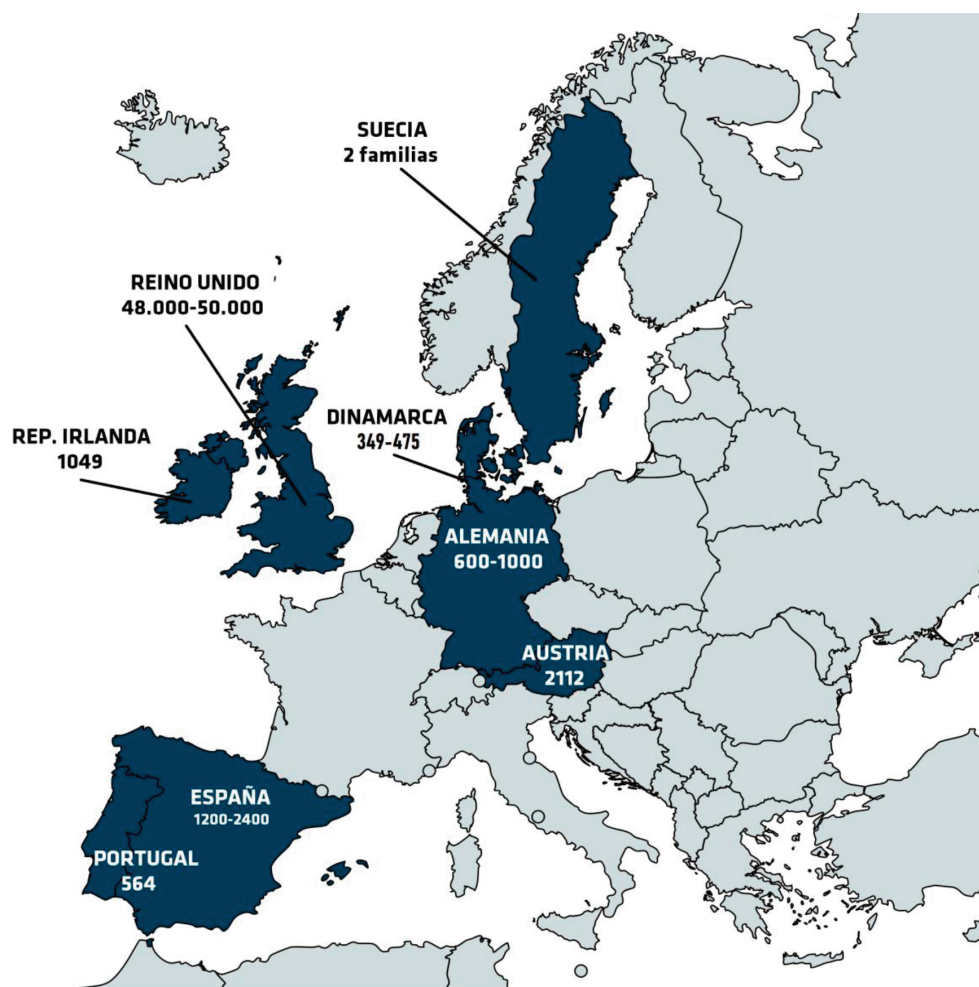 SUECIA
2 familias
REINO UNIDO
48.000-50.000
REP. IRLANDA
1049
DINAMARCA
349-475
ALEMANIA
600-1000
AUSTRIA
2112
ESPAÑA
1200-2400
PORTUGAL
564